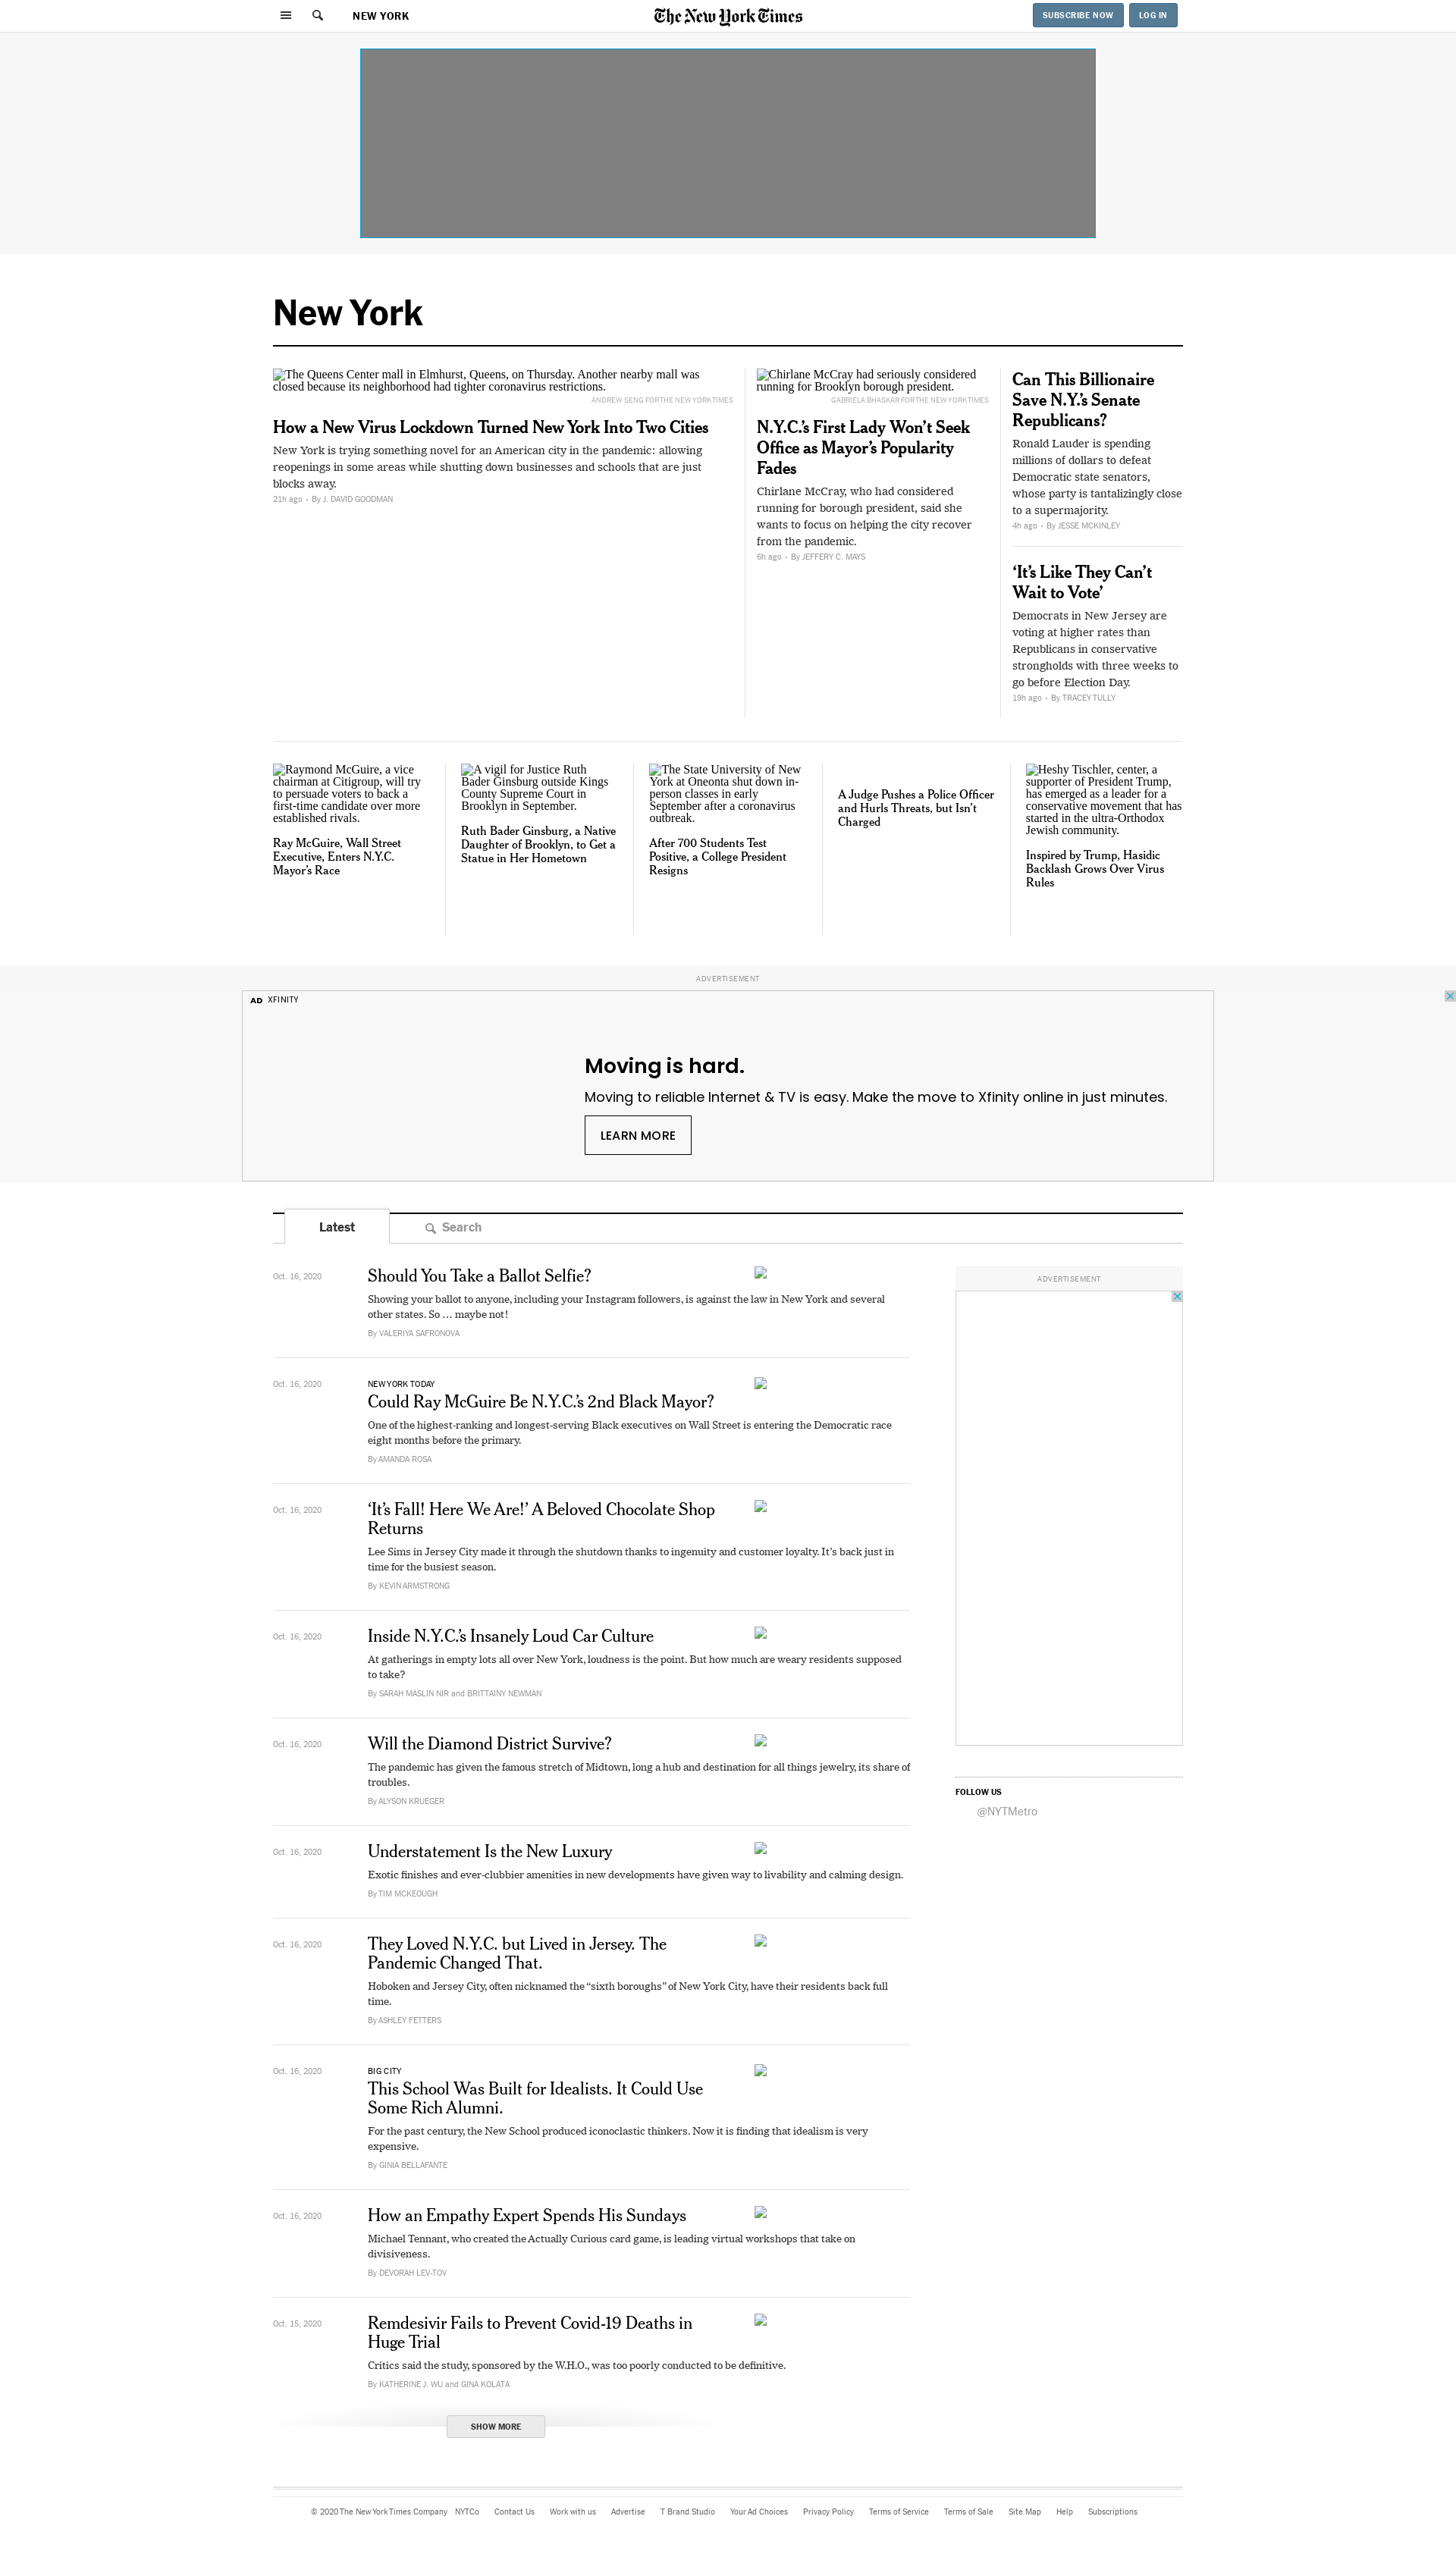 NEW YORK
The New York Times
SUBSCRIBE NOW
LOG IN
New York
The Queens Center mall in Elmhurst, Queens, on Thursday. Another nearby mall was
closed because its neighborhood had tighter coronavirus restrictions.
ANDREW SENG FOR THE NEW YORK TIMES
How a New Virus Lockdown Turned New York Into Two Cities
New York is trying something novel for an American city in the pandemic: allowing
reopenings in some areas while shutting down businesses and schools that are just
blocks away.
21h ago • By J. DAVID GOODMAN
Chirlane McCray had seriously considered
running for Brooklyn borough president.
GABRIELA BHASKAR FOR THE NEW YORK TIMES
N.Y.C.’s First Lady Won’t Seek
Office as Mayor’s Popularity
Fades
Chirlane McCray, who had considered
running for borough president, said she
wants to focus on helping the city recover
from the pandemic.
6h ago • By JEFFERY C. MAYS
Can This Billionaire
Save N.Y.’s Senate
Republicans?
Ronald Lauder is spending
millions of dollars to defeat
Democratic state senators,
whose party is tantalizingly close
to a supermajority.
4h ago • By JESSE MCKINLEY
‘It’s Like They Can’t
Wait to Vote’
Democrats in New Jersey are
voting at higher rates than
Republicans in conservative
strongholds with three weeks to
go before Election Day.
19h ago • By TRACEY TULLY
Raymond McGuire, a vice
chairman at Citigroup, will try
to persuade voters to back a
first-time candidate over more
established rivals.
Ray McGuire, Wall Street
Executive, Enters N.Y.C.
Mayor’s Race
A vigil for Justice Ruth
Bader Ginsburg outside Kings
County Supreme Court in
Brooklyn in September.
Ruth Bader Ginsburg, a Native
Daughter of Brooklyn, to Get a
Statue in Her Hometown
The State University of New
York at Oneonta shut down in-
person classes in early
September after a coronavirus
outbreak.
After 700 Students Test
Positive, a College President
Resigns
A Judge Pushes a Police Officer
and Hurls Threats, but Isn’t
Charged
Heshy Tischler, center, a
supporter of President Trump,
has emerged as a leader for a
conservative movement that has
started in the ultra-Orthodox
Jewish community.
Inspired by Trump, Hasidic
Backlash Grows Over Virus
Rules
ADVERTISEMENT
AD XFINITY
Moving is hard.
Moving to reliable Internet & TV is easy. Make the move to Xfinity online in just minutes.
LEARN MORE
Latest
Search
Oct. 16, 2020
Should You Take a Ballot Selfie?
Showing your ballot to anyone, including your Instagram followers, is against the law in New York and several
other states. So … maybe not!
By VALERIYA SAFRONOVA
Oct. 16, 2020
NEW YORK TODAY
Could Ray McGuire Be N.Y.C.’s 2nd Black Mayor?
One of the highest-ranking and longest-serving Black executives on Wall Street is entering the Democratic race
eight months before the primary.
By AMANDA ROSA
Oct. 16, 2020
‘It’s Fall! Here We Are!’ A Beloved Chocolate Shop
Returns
Lee Sims in Jersey City made it through the shutdown thanks to ingenuity and customer loyalty. It’s back just in
time for the busiest season.
By KEVIN ARMSTRONG
Oct. 16, 2020
Inside N.Y.C.’s Insanely Loud Car Culture
At gatherings in empty lots all over New York, loudness is the point. But how much are weary residents supposed
to take?
By SARAH MASLIN NIR and BRITTAINY NEWMAN
Oct. 16, 2020
Will the Diamond District Survive?
The pandemic has given the famous stretch of Midtown, long a hub and destination for all things jewelry, its share of
troubles.
By ALYSON KRUEGER
Oct. 16, 2020
Understatement Is the New Luxury
Exotic finishes and ever-clubbier amenities in new developments have given way to livability and calming design.
By TIM MCKEOUGH
Oct. 16, 2020
They Loved N.Y.C. but Lived in Jersey. The
Pandemic Changed That.
Hoboken and Jersey City, often nicknamed the “sixth boroughs” of New York City, have their residents back full
time.
By ASHLEY FETTERS
Oct. 16, 2020
BIG CITY
This School Was Built for Idealists. It Could Use
Some Rich Alumni.
For the past century, the New School produced iconoclastic thinkers. Now it is finding that idealism is very
expensive.
By GINIA BELLAFANTE
Oct. 16, 2020
How an Empathy Expert Spends His Sundays
Michael Tennant, who created the Actually Curious card game, is leading virtual workshops that take on
divisiveness.
By DEVORAH LEV-TOV
Oct. 15, 2020
Remdesivir Fails to Prevent Covid-19 Deaths in
Huge Trial
Critics said the study, sponsored by the W.H.O., was too poorly conducted to be definitive.
By KATHERINE J. WU and GINA KOLATA
SHOW MORE
ADVERTISEMENT
FOLLOW US
@NYTMetro
© 2020 The New York Times Company NYTCo Contact Us Work with us Advertise T Brand Studio Your Ad Choices Privacy Policy Terms of Service Terms of Sale Site Map Help Subscriptions